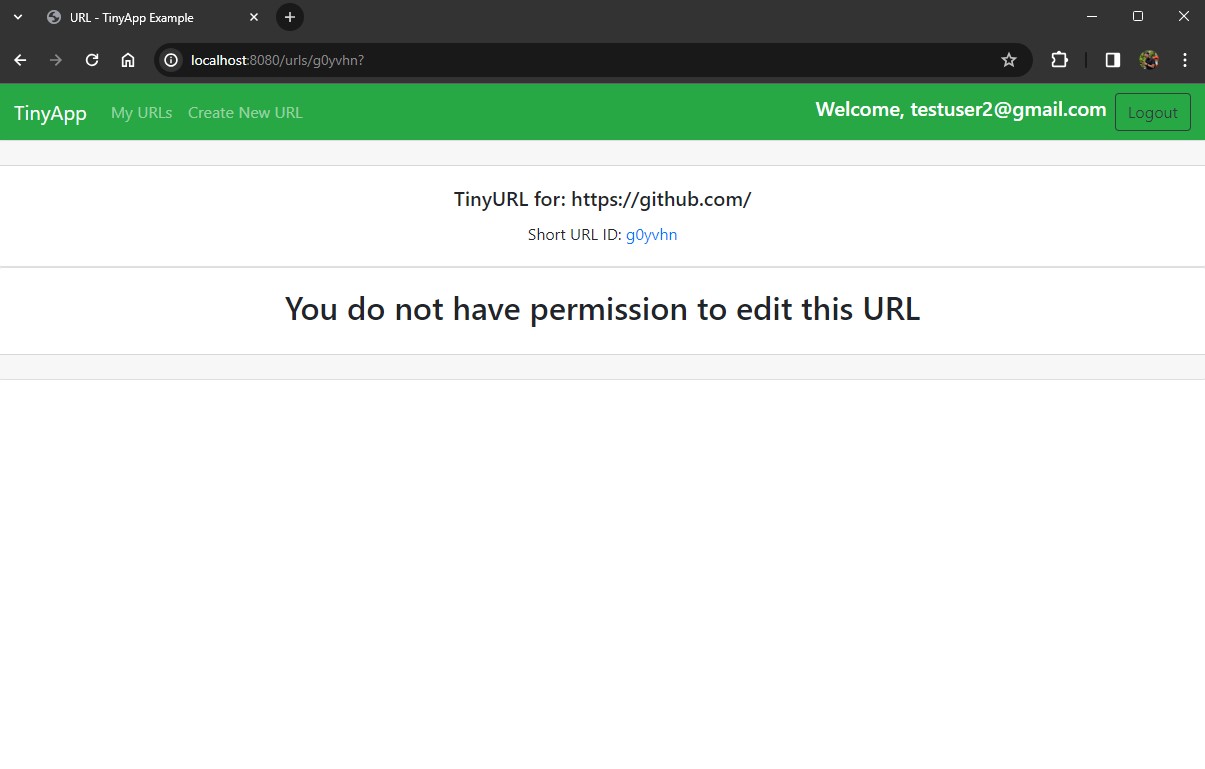 URL - TinyApp Example
localhost:8080/urls/g0yvhn?
TinyApp My URLs Create New URL Welcome, testuser2@gmail.com Logout
TinyURL for: https://github.com/
Short URL ID: g0yvhn
You do not have permission to edit this URL